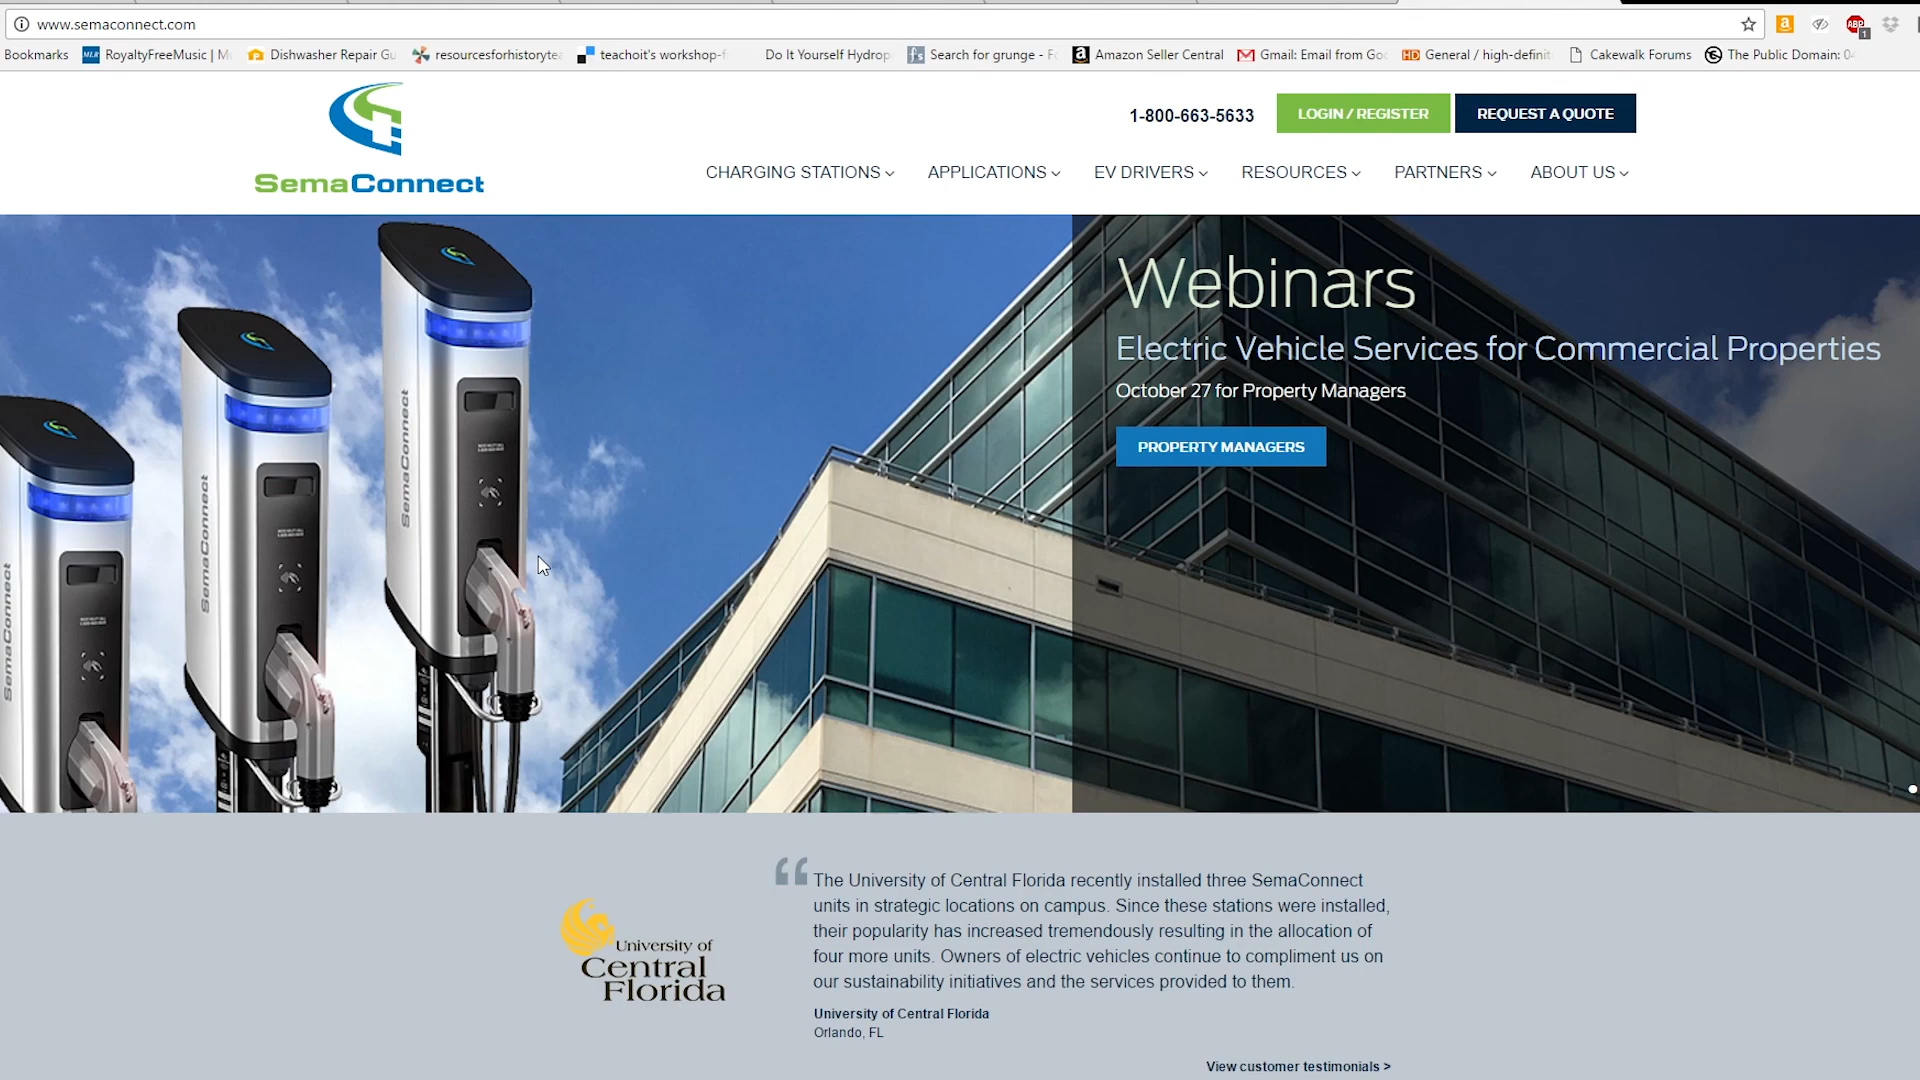 www.semaconnect.com
Bookmarks
RoyaltyFreeMusic | M
Dishwasher Repair Gu
resourcesforhistorytea
teachoit's workshop-f
Do It Yourself Hydrop
Search for grunge - Fo
Amazon Seller Central
Gmail: Email from Goo
General / high-definiti
Cakewalk Forums
The Public Domain: 04
1-800-663-5633
LOGIN / REGISTER
REQUEST A QUOTE
SemaConnect
CHARGING STATIONS
APPLICATIONS
EV DRIVERS
RESOURCES
PARTNERS
ABOUT US
SemaConnect
SemaConnect
SemaConnect
Webinars
Electric Vehicle Services for Commercial Properties
October 27 for Property Managers
PROPERTY MANAGERS
University of
Central
Florida
“ The University of Central Florida recently installed three SemaConnect
units in strategic locations on campus. Since these stations were installed,
their popularity has increased tremendously resulting in the allocation of
four more units. Owners of electric vehicles continue to compliment us on
our sustainability initiatives and the services provided to them.
University of Central Florida
Orlando, FL
View customer testimonials >